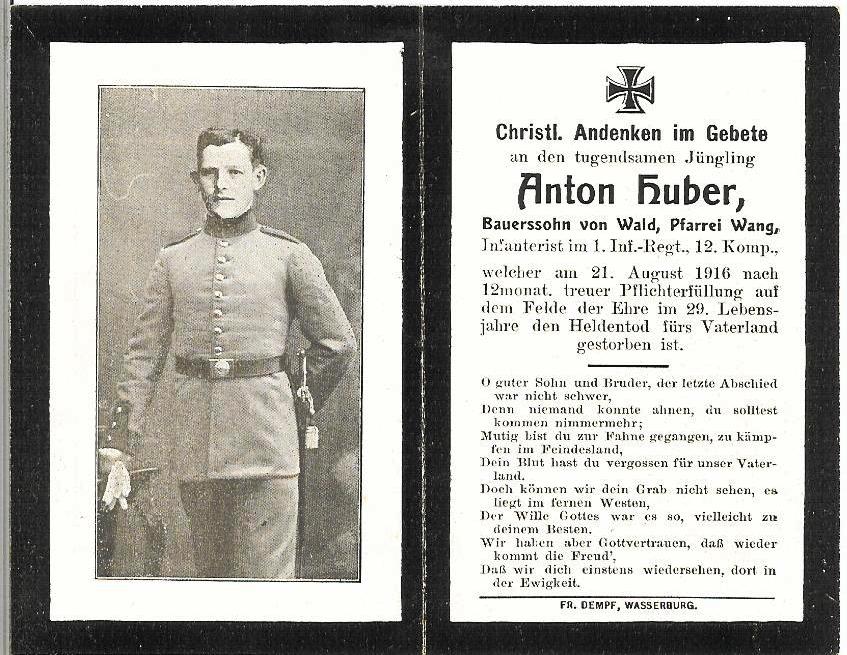 Christl. Andenken im Gebete
an den tugendsamen Jüngling
Anton Huber,
Bauerssohn von Wald, Pfarrei Wang,
Infanterist im 1. Inf.-Regt., 12. Komp.,
welcher am 21. August 1916 nach
12monat. treuer Pflichterfüllung auf
dem Felde der Ehre im 29. Lebens-
jahre den Heldentod fürs Vaterland
gestorben ist.
O guter Sohn und Bruder, der letzte Abschied
war nicht schwer,
Denn niemand konnte ahnen, du solltest
kommen nimmermehr;
Mutig bist du zur Fahne gegangen, zu kämp-
fen im Feindesland,
Dein Blut hast du vergossen für unser Vater-
land.
Doch können wir dein Grab nicht sehen, es
liegt im fernen Westen,
Der Wille Gottes war es so, vielleicht zu
deinem Besten.
Wir haben aber Gottvertrauen, daß wieder
kommt die Freud',
Daß wir dich einstens wiedersehen, dort in
der Ewigkeit.
FR. DEMPF, WASSERBURG.